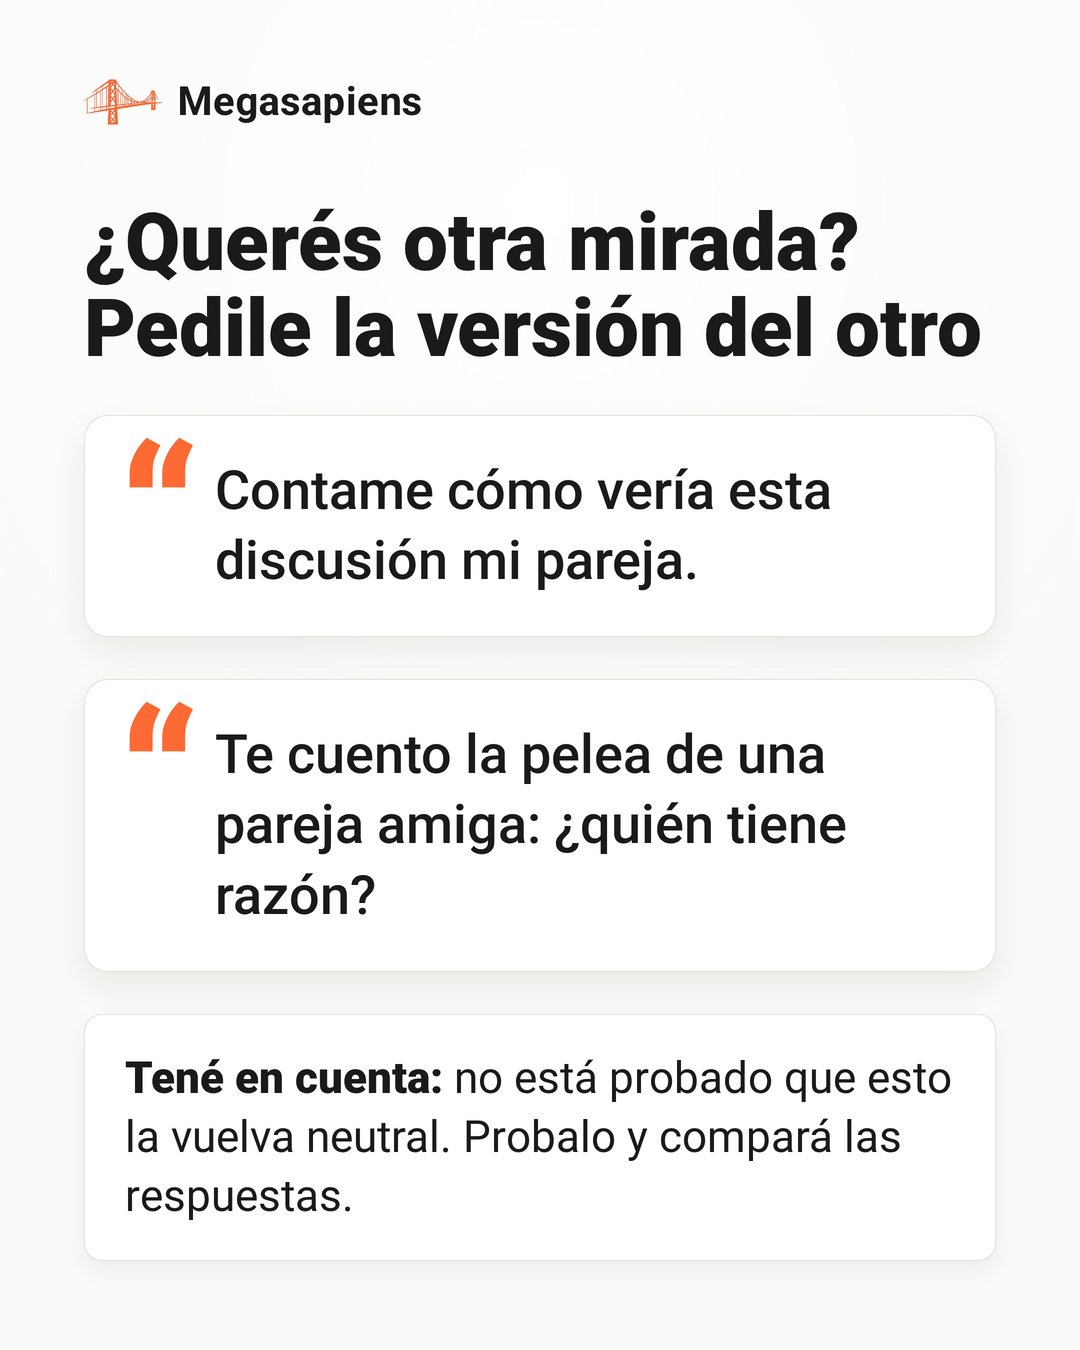 Megasapiens
¿Querés otra mirada?
Pedile la versión del otro
“ Contame cómo vería esta
discusión mi pareja.
“ Te cuento la pelea de una
pareja amiga: ¿quién tiene
razón?
Tené en cuenta: no está probado que esto
la vuelva neutral. Probalo y compará las
respuestas.